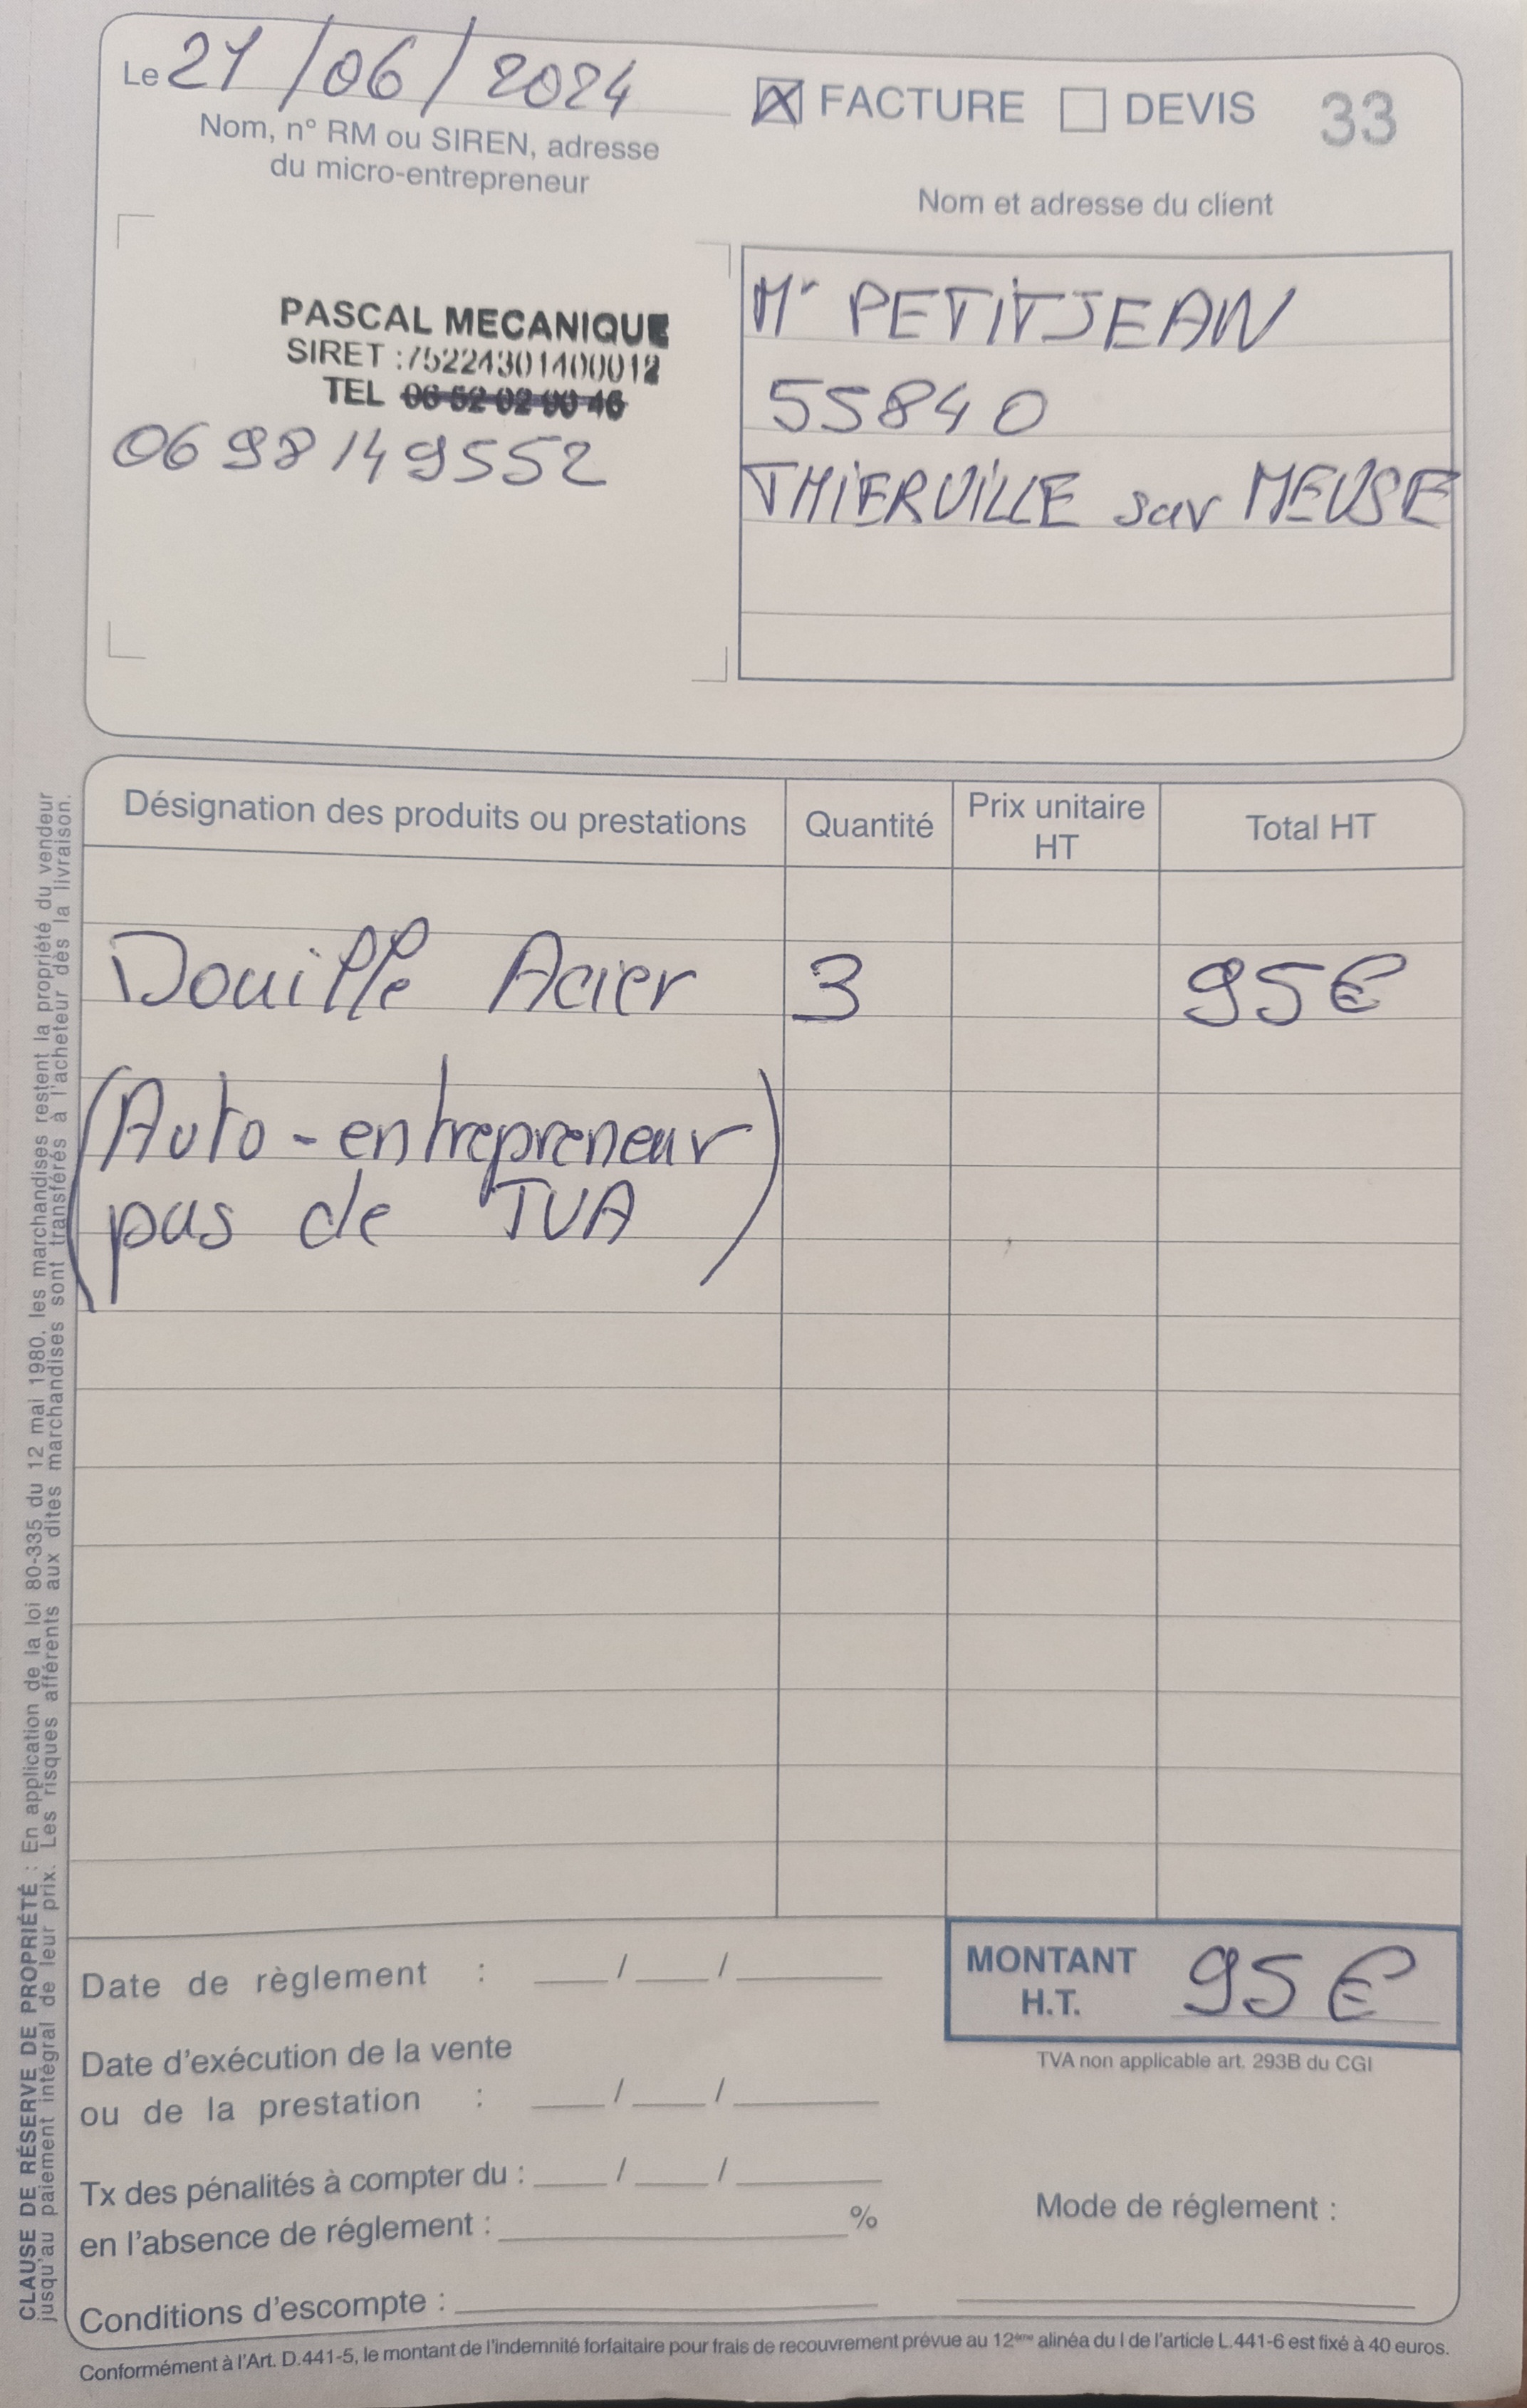 Le 21/06/2024
FACTURE DEVIS 33
Nom, n° RM ou SIREN, adresse
du micro-entrepreneur
PASCAL MECANIQUE
SIRET :75224301400012
TEL 06 52 02 90 46
06 98 14 95 52
Nom et adresse du client
Mr PETITJEAN
55840
THIERVILLE sur MEUSE
Désignation des produits ou prestations Quantité Prix unitaire HT Total HT
Douille Acier 3 95€
(Auto-entrepreneur
pas de TVA)
Date de règlement : / /
Date d'exécution de la vente
ou de la prestation : / /
Tx des pénalités à compter du : / /
en l'absence de réglement : %
Conditions d'escompte :
MONTANT H.T. 95€
TVA non applicable art. 293B du CGI
Mode de réglement :
Conformément à l'Art. D.441-5, le montant de l'indemnité forfaitaire pour frais de recouvrement prévue au 12ème alinéa du I de l'article L.441-6 est fixé à 40 euros.
CLAUSE DE RÉSERVE DE PROPRIÉTÉ : En application de la loi 80-335 du 12 mai 1980, les marchandises restent la propriété du vendeur
jusqu'au paiement intégral de leur prix. Les risques afférents aux dites marchandises sont transférés à l'acheteur dès la livraison.